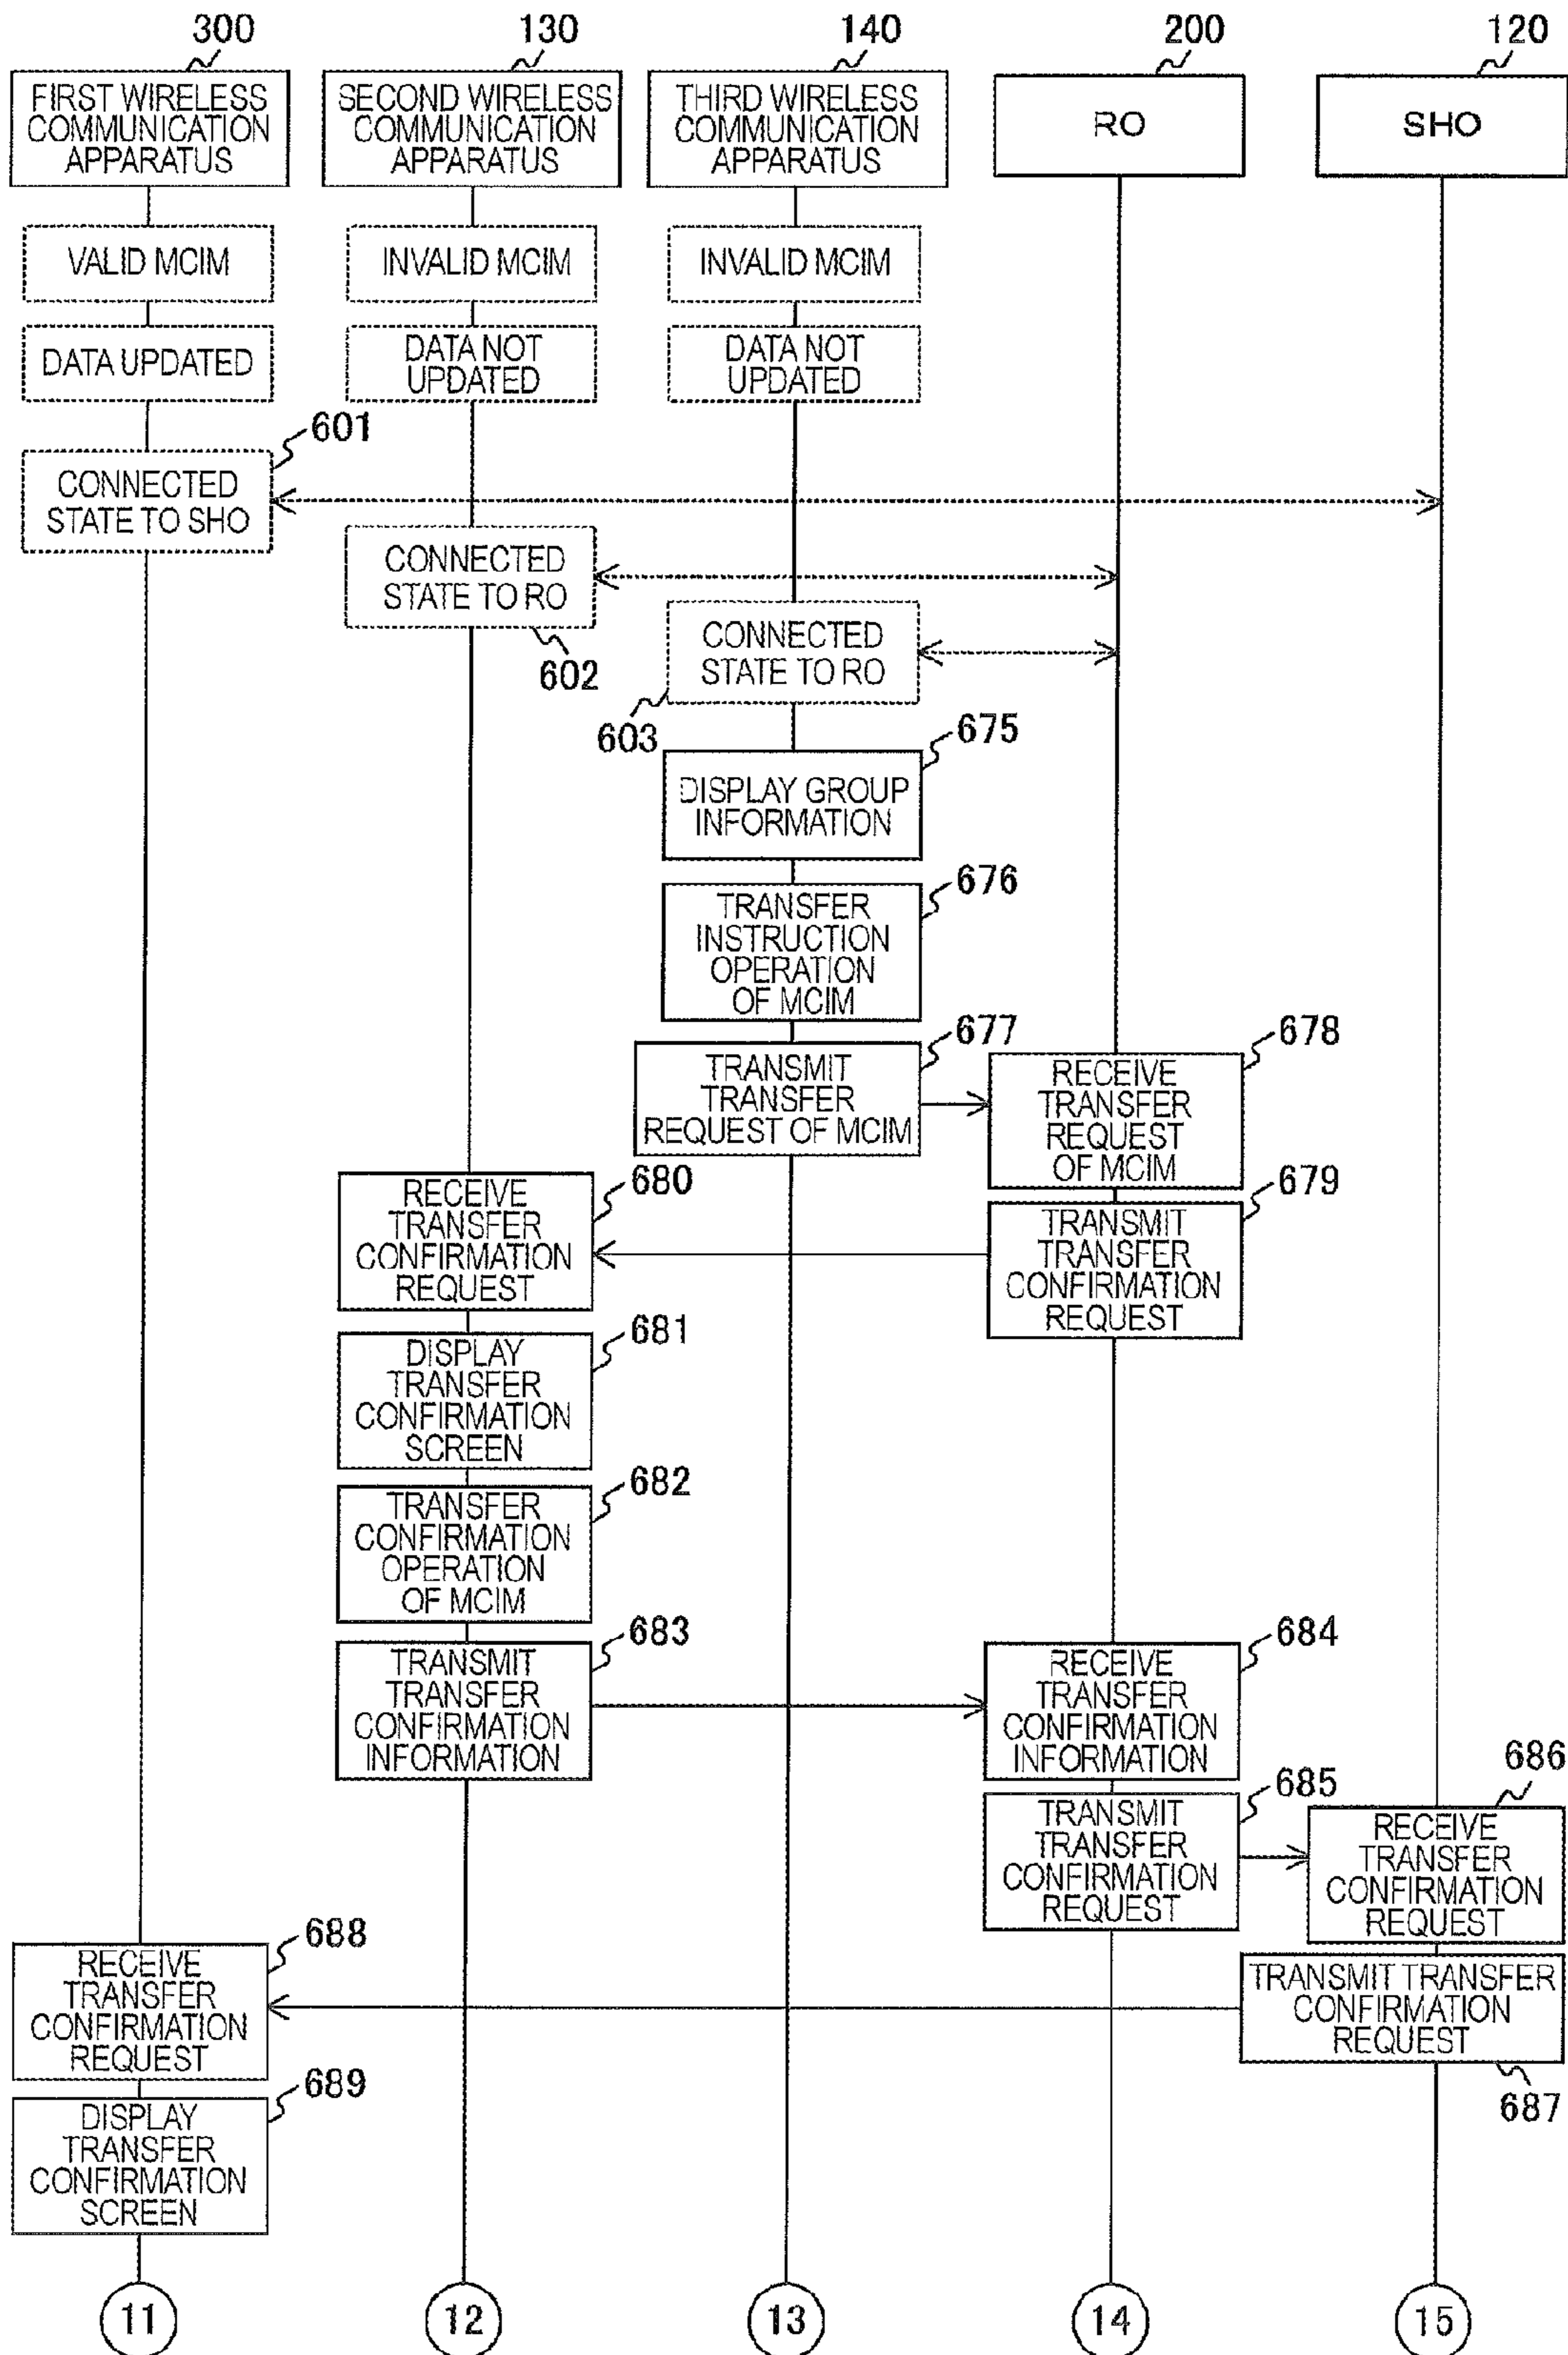 300
130
140
200
120
FIRST WIRELESS
COMMUNICATION
APPARATUS
SECOND WIRELESS
COMMUNICATION
APPARATUS
THIRD WIRELESS
COMMUNICATION
APPARATUS
RO
SHO
VALID MCIM
INVALID MCIM
INVALID MCIM
DATA UPDATED
DATA NOT
UPDATED
DATA NOT
UPDATED
601
CONNECTED
STATE TO SHO
CONNECTED
STATE TO RO
602
CONNECTED
STATE TO RO
603
675
DISPLAY GROUP
INFORMATION
676
TRANSFER
INSTRUCTION
OPERATION
OF MCIM
677
TRANSMIT
TRANSFER
REQUEST OF MCIM
678
RECEIVE
TRANSFER
REQUEST
OF MCIM
679
TRANSMIT
TRANSFER
CONFIRMATION
REQUEST
680
RECEIVE
TRANSFER
CONFIRMATION
REQUEST
681
DISPLAY
TRANSFER
CONFIRMATION
SCREEN
682
TRANSFER
CONFIRMATION
OPERATION
OF MCIM
683
TRANSMIT
TRANSFER
CONFIRMATION
INFORMATION
684
RECEIVE
TRANSFER
CONFIRMATION
INFORMATION
685
TRANSMIT
TRANSFER
CONFIRMATION
REQUEST
686
RECEIVE
TRANSFER
CONFIRMATION
REQUEST
TRANSMIT TRANSFER
CONFIRMATION
REQUEST
687
688
RECEIVE
TRANSFER
CONFIRMATION
REQUEST
689
DISPLAY
TRANSFER
CONFIRMATION
SCREEN
11
12
13
14
15